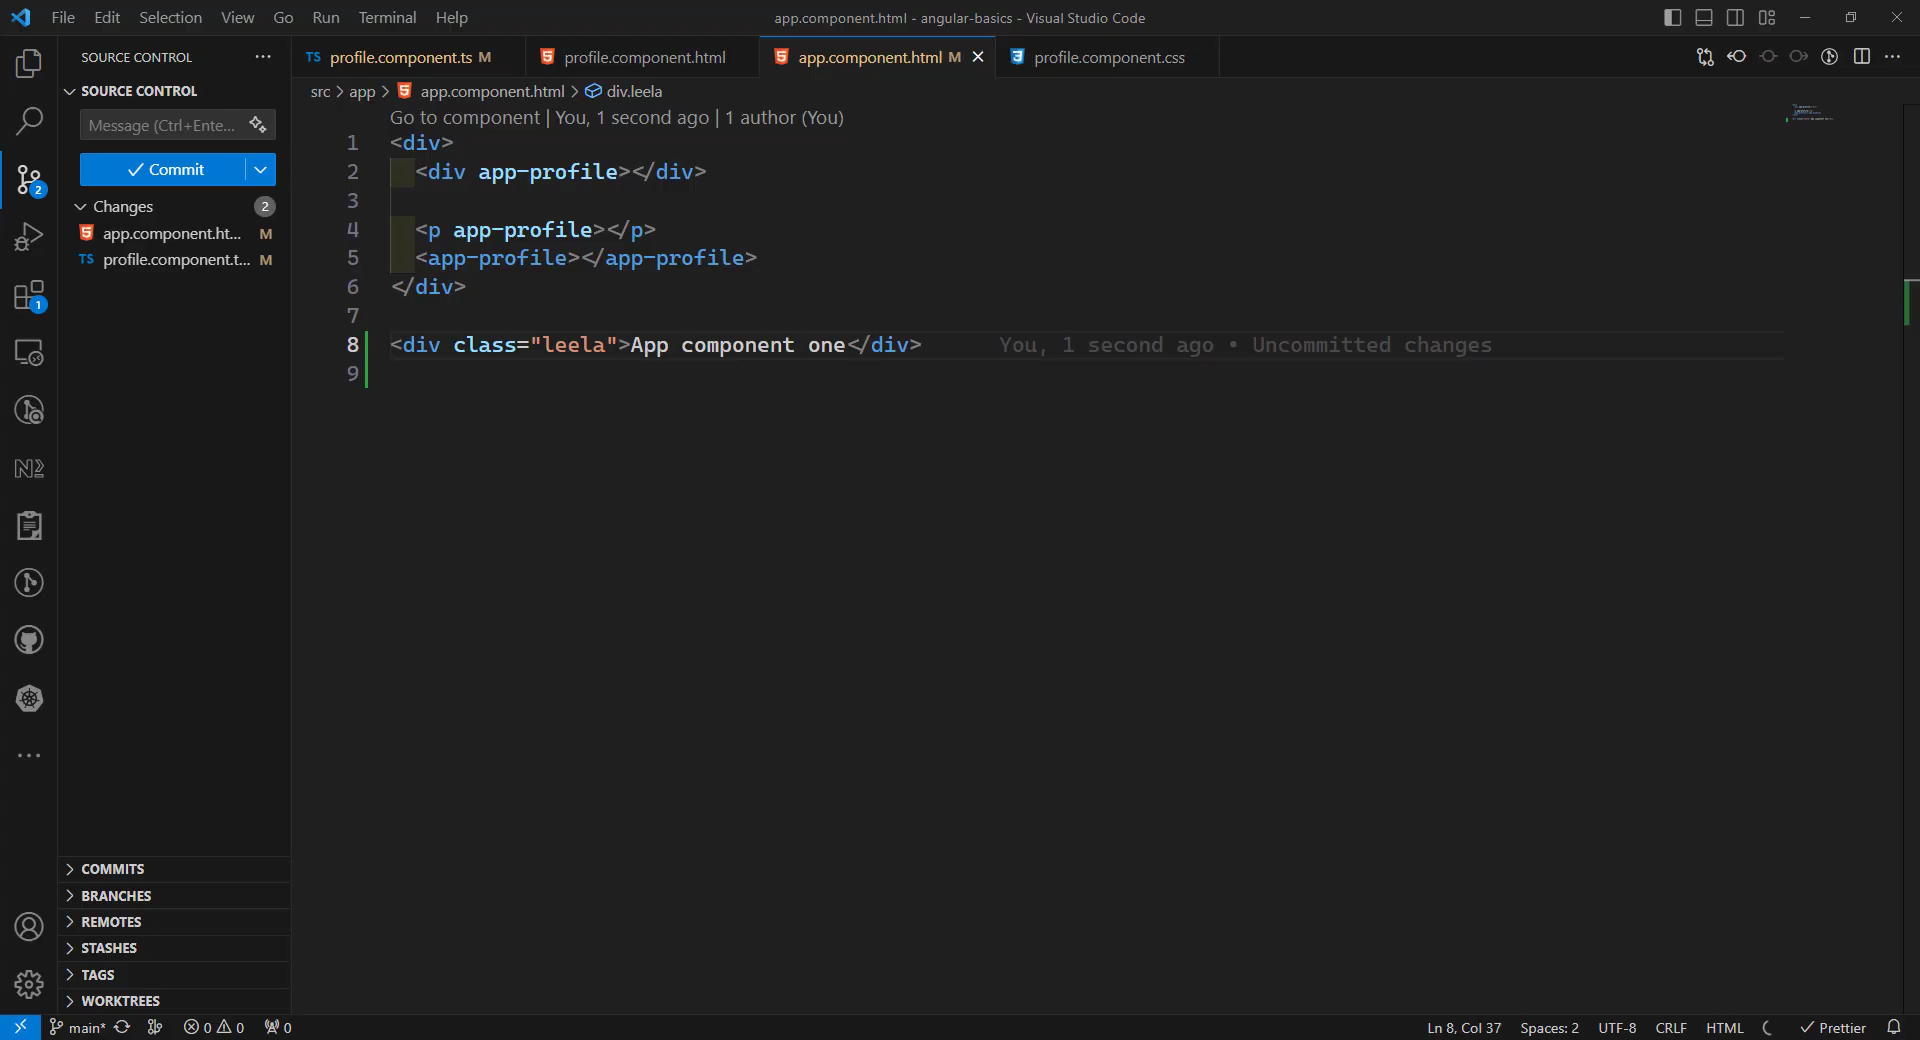 File Edit Selection View Go Run Terminal Help
app.component.html - angular-basics - Visual Studio Code
SOURCE CONTROL
SOURCE CONTROL
Message (Ctrl+Ente...
Commit
Changes 2
app.component.ht... M
TS profile.component.t... M
2
1
COMMITS
BRANCHES
REMOTES
STASHES
TAGS
WORKTREES
TS profile.component.ts M
profile.component.html
app.component.html M
profile.component.css
src > app > app.component.html > div.leela
Go to component | You, 1 second ago | 1 author (You)
1 <div>
2 <div app-profile></div>
3
4 <p app-profile></p>
5 <app-profile></app-profile>
6 </div>
7
8 <div class="leela">App component one</div> You, 1 second ago • Uncommitted changes
9
main* 0 0 0
Ln 8, Col 37 Spaces: 2 UTF-8 CRLF HTML Prettier